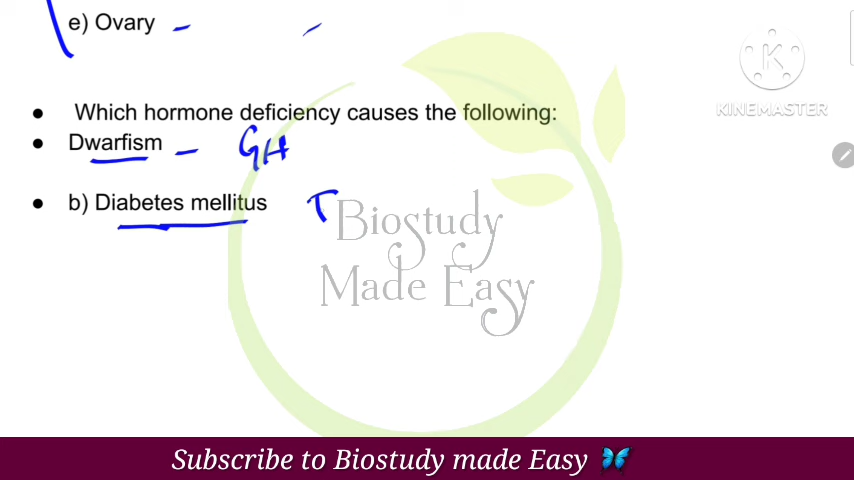 e) Ovary -
K
KINEMASTER
• Which hormone deficiency causes the following:
• Dwarfism - GH
• b) Diabetes mellitus
Biostudy
Made Easy
Subscribe to Biostudy made Easy 🦋